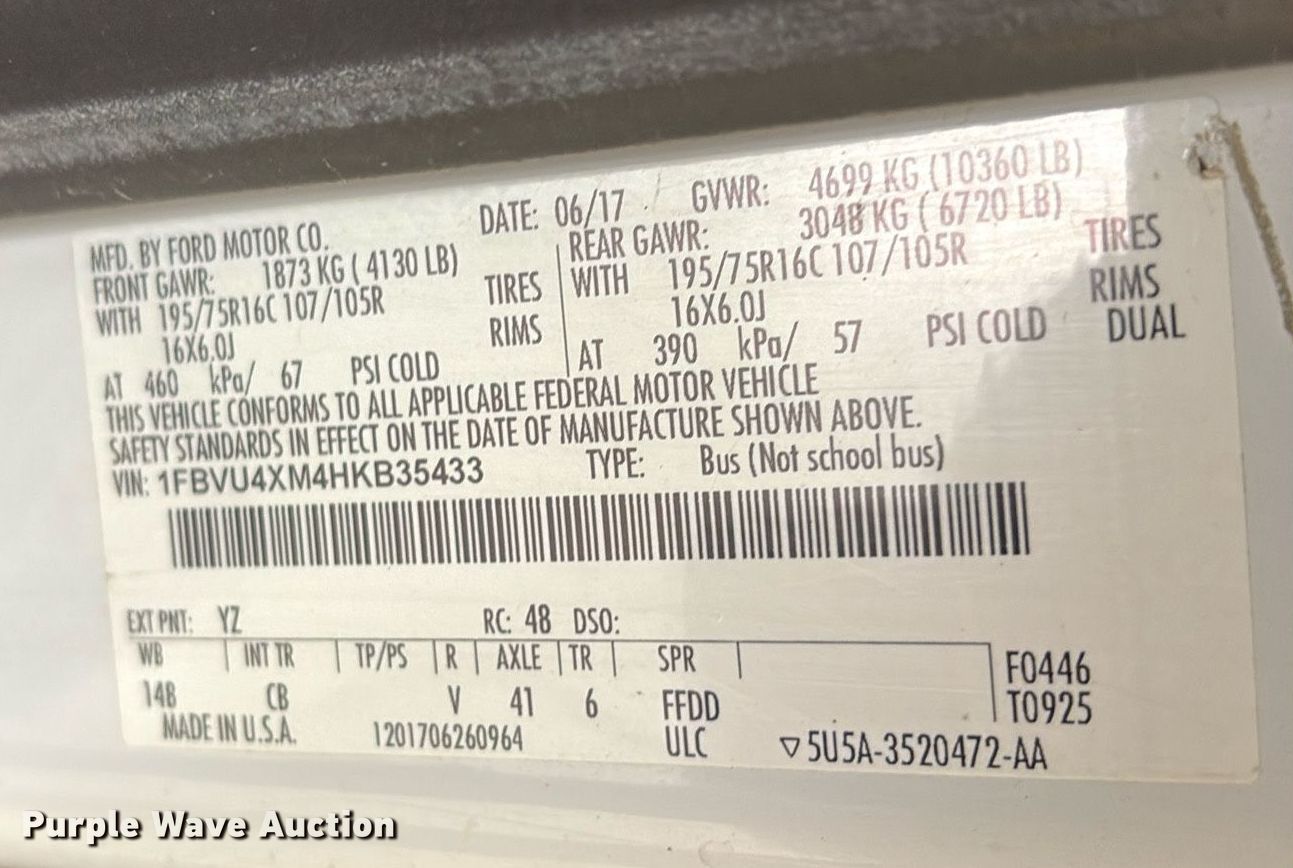 MFD. BY FORD MOTOR CO. DATE: 06/17 GVWR: 4699 KG (10360 LB)
FRONT GAWR: 1873 KG ( 4130 LB) REAR GAWR: 3048 KG ( 6720 LB)
WITH 195/75R16C 107/105R TIRES WITH 195/75R16C 107/105R TIRES
16X6.0J RIMS 16X6.0J RIMS
AT 460 kPa/ 67 PSI COLD AT 390 kPa/ 57 PSI COLD DUAL
THIS VEHICLE CONFORMS TO ALL APPLICABLE FEDERAL MOTOR VEHICLE
SAFETY STANDARDS IN EFFECT ON THE DATE OF MANUFACTURE SHOWN ABOVE.
VIN: 1FBVU4XM4HKB35433 TYPE: Bus (Not school bus)
EXT PNT: YZ RC: 48 DSO:
WB INT TR TP/PS R AXLE TR SPR F0446
148 CB V 41 6 FFDD T0925
MADE IN U.S.A. 1201706260964 ULC ▽5U5A-3520472-AA
Purple Wave Auction